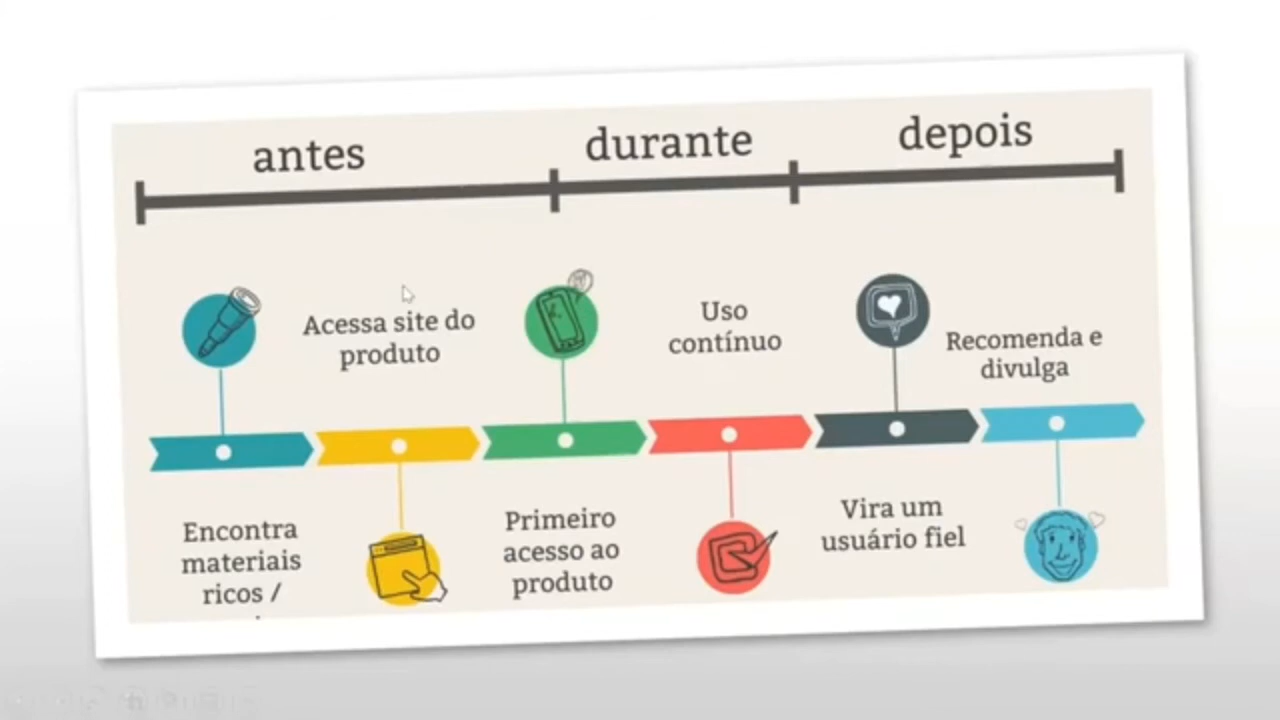 antes
durante
depois
Acessa site do
produto
Uso
contínuo
Recomenda e
divulga
Encontra
materiais
ricos /
Primeiro
acesso ao
produto
Vira um
usuário fiel